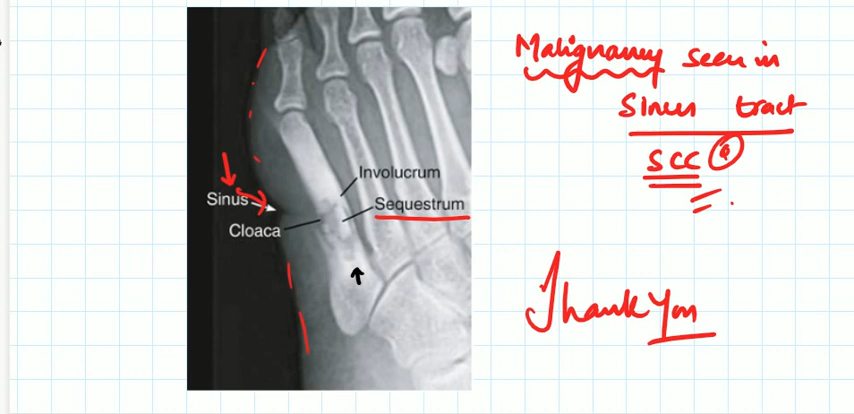 Malignancy seen in
Sinus tract
SCC
Involucrum
Sinus
Sequestrum
Cloaca
Thank You